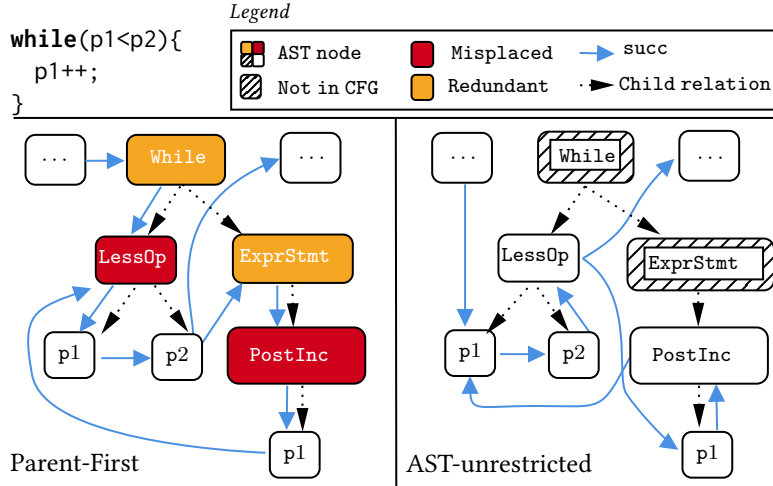 Legend
while(p1<p2){
p1++;
}
AST node
Misplaced
succ
Not in CFG
Redundant
Child relation
...
While
...
LessOp
ExprStmt
p1
p2
PostInc
p1
Parent-First
...
While
...
LessOp
ExprStmt
p1
p2
PostInc
p1
AST-unrestricted